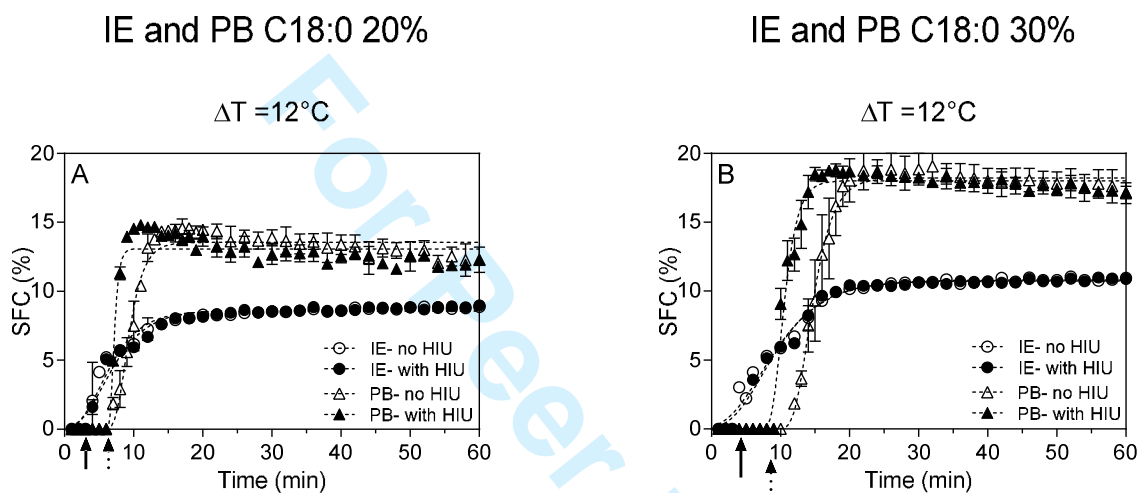 IE and PB C18:0 20%
ΔT =12°C
20
15
10
5
0
SFC (%)
A
IE- no HIU
IE- with HIU
PB- no HIU
PB- with HIU
0 10 20 30 40 50 60
Time (min)
IE and PB C18:0 30%
ΔT =12°C
20
15
10
5
0
SFC (%)
B
IE- no HIU
IE- with HIU
PB- no HIU
PB- with HIU
0 10 20 30 40 50 60
Time (min)
For Peer